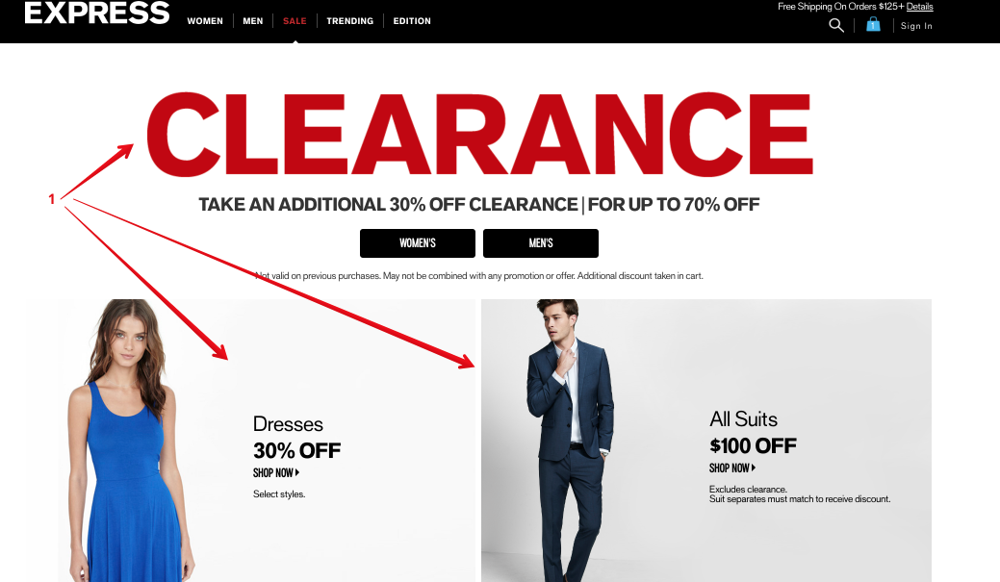 EXPRESS
WOMEN
MEN
SALE
TRENDING
EDITION
Free Shipping On Orders $125+ Details
1
Sign In
CLEARANCE
1
TAKE AN ADDITIONAL 30% OFF CLEARANCE | FOR UP TO 70% OFF
WOMEN'S
MEN'S
Not valid on previous purchases. May not be combined with any promotion or offer. Additional discount taken in cart.
Dresses
30% OFF
SHOP NOW
Select styles.
All Suits
$100 OFF
SHOP NOW
Excludes clearance.
Suit separates must match to receive discount.